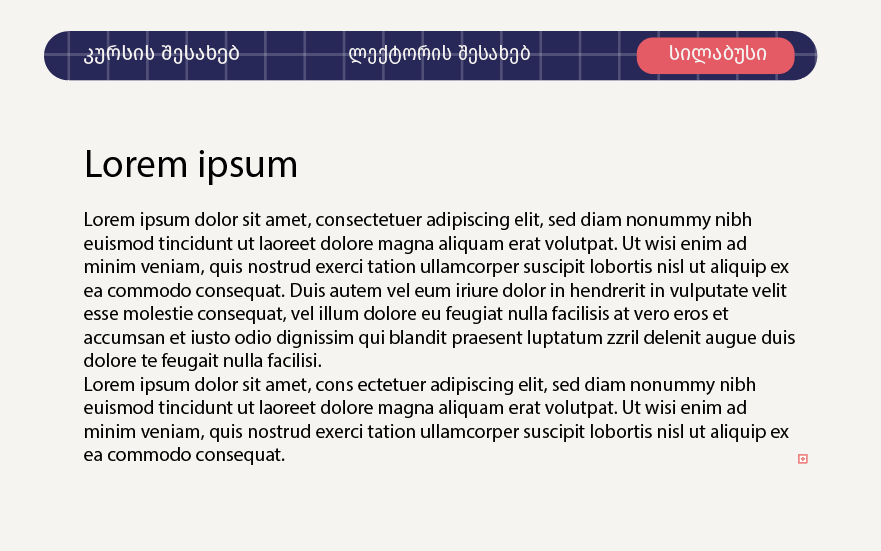 კურსის შესახებ ლექტორის შესახებ სილაბუსი
Lorem ipsum
Lorem ipsum dolor sit amet, consectetuer adipiscing elit, sed diam nonummy nibh
euismod tincidunt ut laoreet dolore magna aliquam erat volutpat. Ut wisi enim ad
minim veniam, quis nostrud exerci tation ullamcorper suscipit lobortis nisl ut aliquip ex
ea commodo consequat. Duis autem vel eum iriure dolor in hendrerit in vulputate velit
esse molestie consequat, vel illum dolore eu feugiat nulla facilisis at vero eros et
accumsan et iusto odio dignissim qui blandit praesent luptatum zzril delenit augue duis
dolore te feugait nulla facilisi.
Lorem ipsum dolor sit amet, cons ectetuer adipiscing elit, sed diam nonummy nibh
euismod tincidunt ut laoreet dolore magna aliquam erat volutpat. Ut wisi enim ad
minim veniam, quis nostrud exerci tation ullamcorper suscipit lobortis nisl ut aliquip ex
ea commodo consequat.